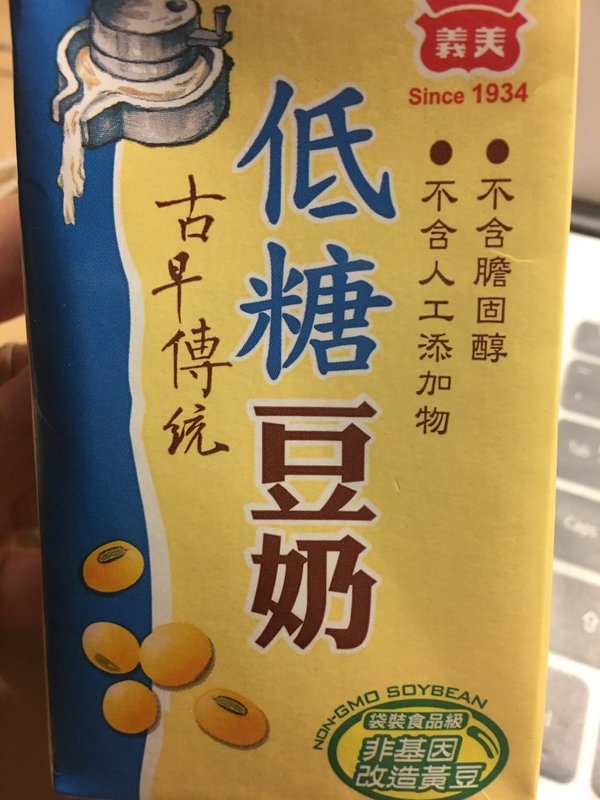 義美
Since 1934
●不含膽固醇
●不含人工添加物
低糖豆奶
古早傳統
NON-GMO SOYBEAN
袋裝食品級
非基因
改造黃豆
Tab
Caps